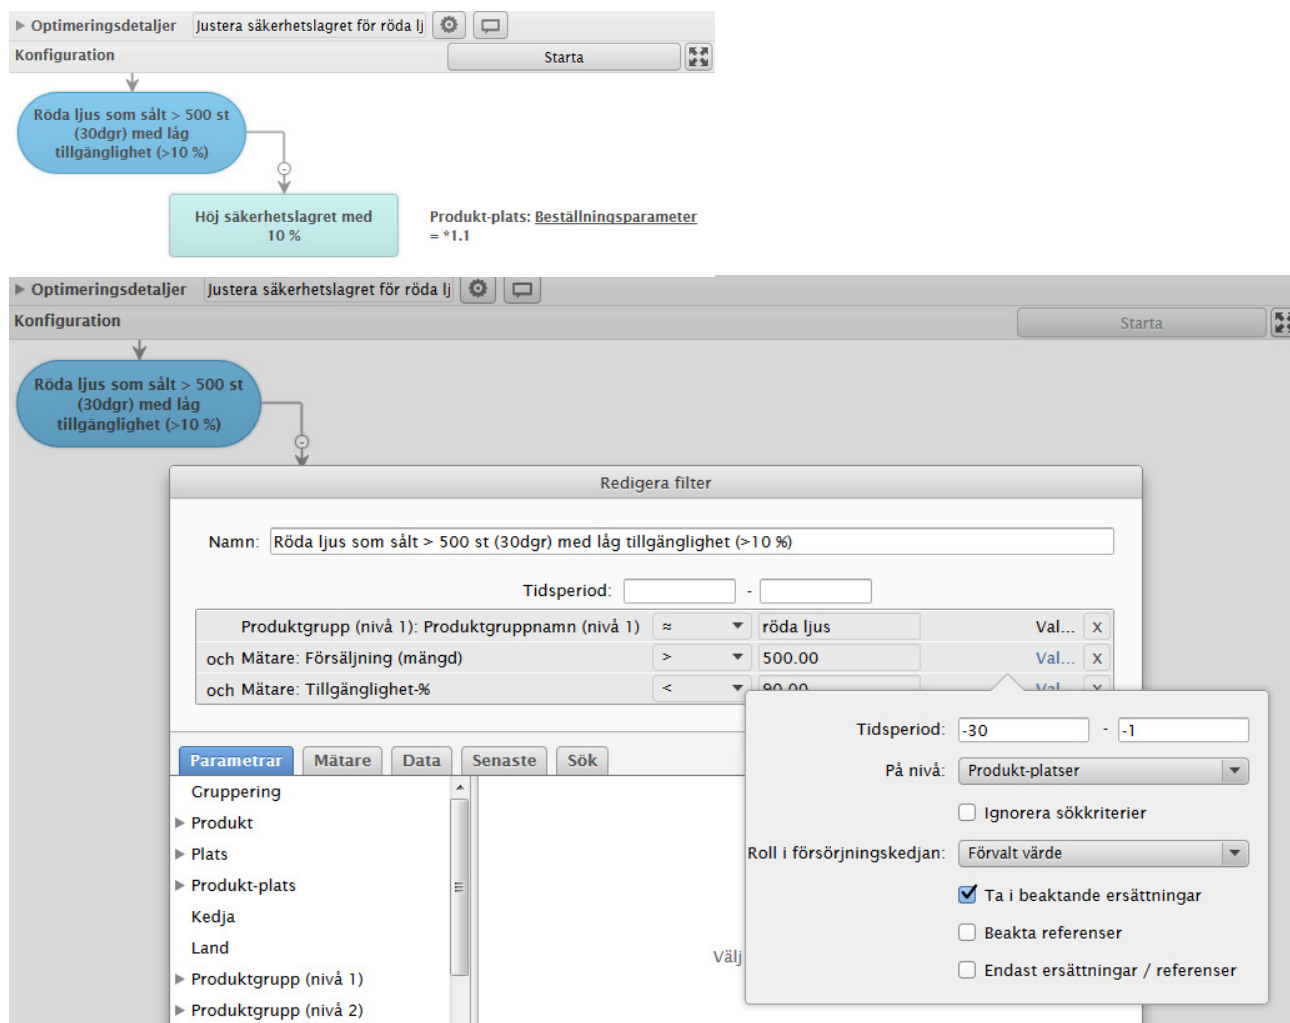 Optimeringsdetaljer Justera säkerhetslagret för röda lj
Konfiguration Starta
Röda ljus som sålt > 500 st
(30dgr) med låg
tillgänglighet (>10 %)
Höj säkerhetslagret med
10 %
Produkt-plats: Beställningsparameter
= *1.1
Optimeringsdetaljer Justera säkerhetslagret för röda lj
Konfiguration Starta
Röda ljus som sålt > 500 st
(30dgr) med låg
tillgänglighet (>10 %)
Redigera filter
Namn: Röda ljus som sålt > 500 st (30dgr) med låg tillgänglighet (>10 %)
Tidsperiod: -
Produktgrupp (nivå 1): Produktgruppnamn (nivå 1) ≈ röda ljus Val... x
och Mätare: Försäljning (mängd) > 500.00 Val... x
och Mätare: Tillgänglighet-% < 90.00 Val... x
Parametrar Mätare Data Senaste Sök
Gruppering
Produkt
Plats
Produkt-plats
Kedja
Land
Produktgrupp (nivå 1)
Produktgrupp (nivå 2)
Välj
Tidsperiod: -30 - -1
På nivå: Produkt-platser
Ignorera sökkriterier
Roll i försörjningskedjan: Förvalt värde
Ta i beaktande ersättningar
Beakta referenser
Endast ersättningar / referenser